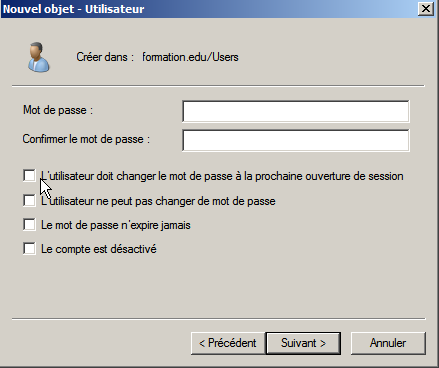 Nouvel objet - Utilisateur
Créer dans : formation.edu/Users
Mot de passe :
Confirmer le mot de passe :
L'utilisateur doit changer le mot de passe à la prochaine ouverture de session
L'utilisateur ne peut pas changer de mot de passe
Le mot de passe n'expire jamais
Le compte est désactivé
< Précédent Suivant > Annuler